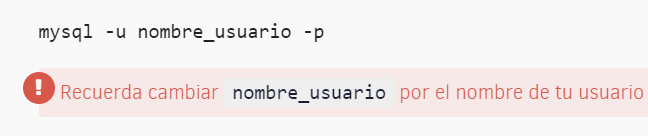 mysql -u nombre_usuario -p
Recuerda cambiar nombre_usuario por el nombre de tu usuario